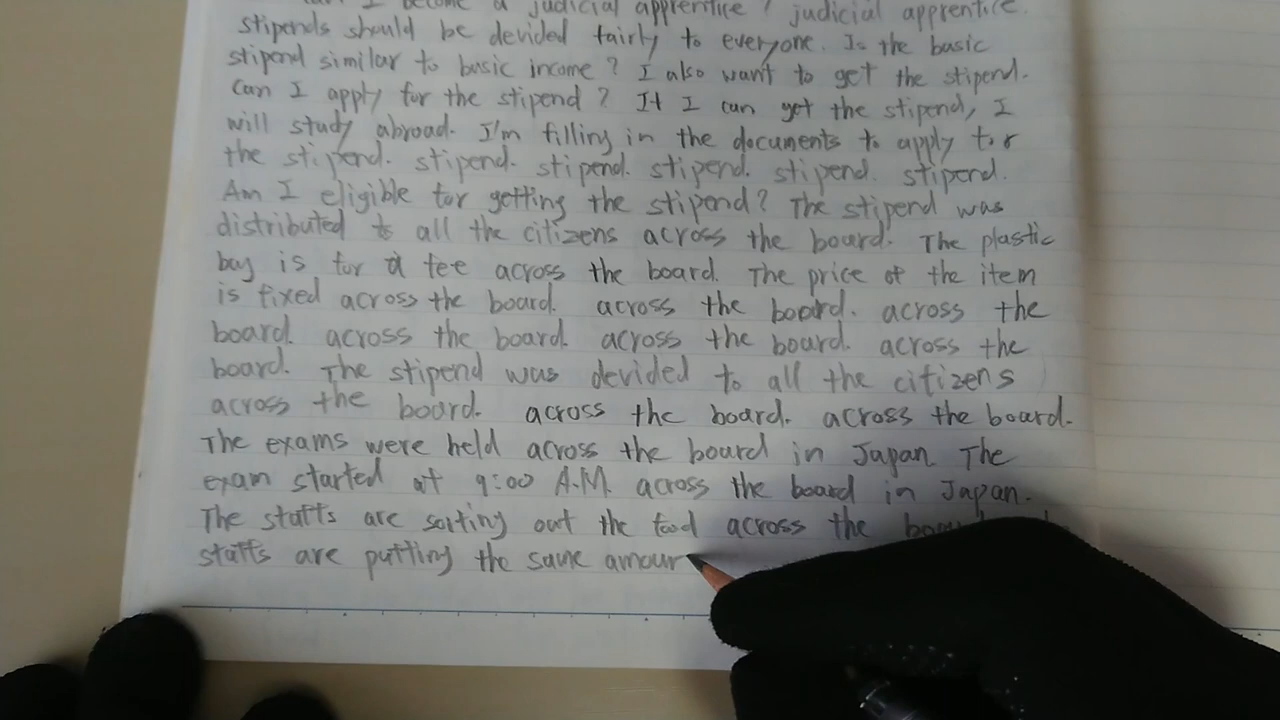 I become a judicial apprentice? judicial apprentice.
stipends should be devided fairly to everyone. Is the basic
stipend similar to basic income? I also want to get the stipend.
Can I apply for the stipend? If I can get the stipend, I
will study abroad. I'm filling in the documents to apply for
the stipend. stipend. stipend. stipend. stipend. stipend.
Am I eligible for getting the stipend? The stipend was
distributed to all the citizens across the board. The plastic
bag is for a fee across the board. The price of the item
is fixed across the board. across the board. across the
board. across the board. across the board. across the
board. The stipend was devided to all the citizens
across the board. across the board. across the board.
The exams were held across the board in Japan. The
exam started at 9:00 A.M. across the board in Japan.
The staffs are sorting out the food across the
staffs are putting the same amour